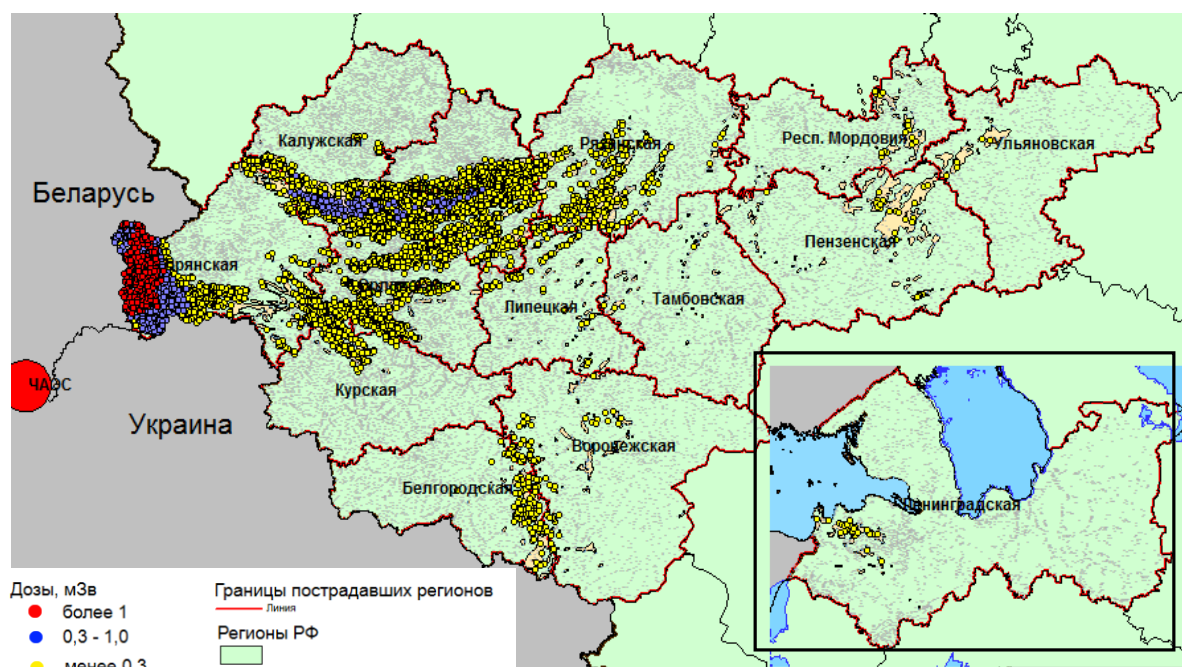 Калужская
Рязанская
Респ. Мордовия
Ульяновская
Беларусь
Брянская
Пензенская
Орловская
Липецкая
Тамбовская
ЧАЭС
Курская
Украина
Воронежская
Белгородская
Ленинградская
Дозы, мЗв
более 1
0,3 - 1,0
менее 0,3
Границы пострадавших регионов
Линия
Регионы РФ